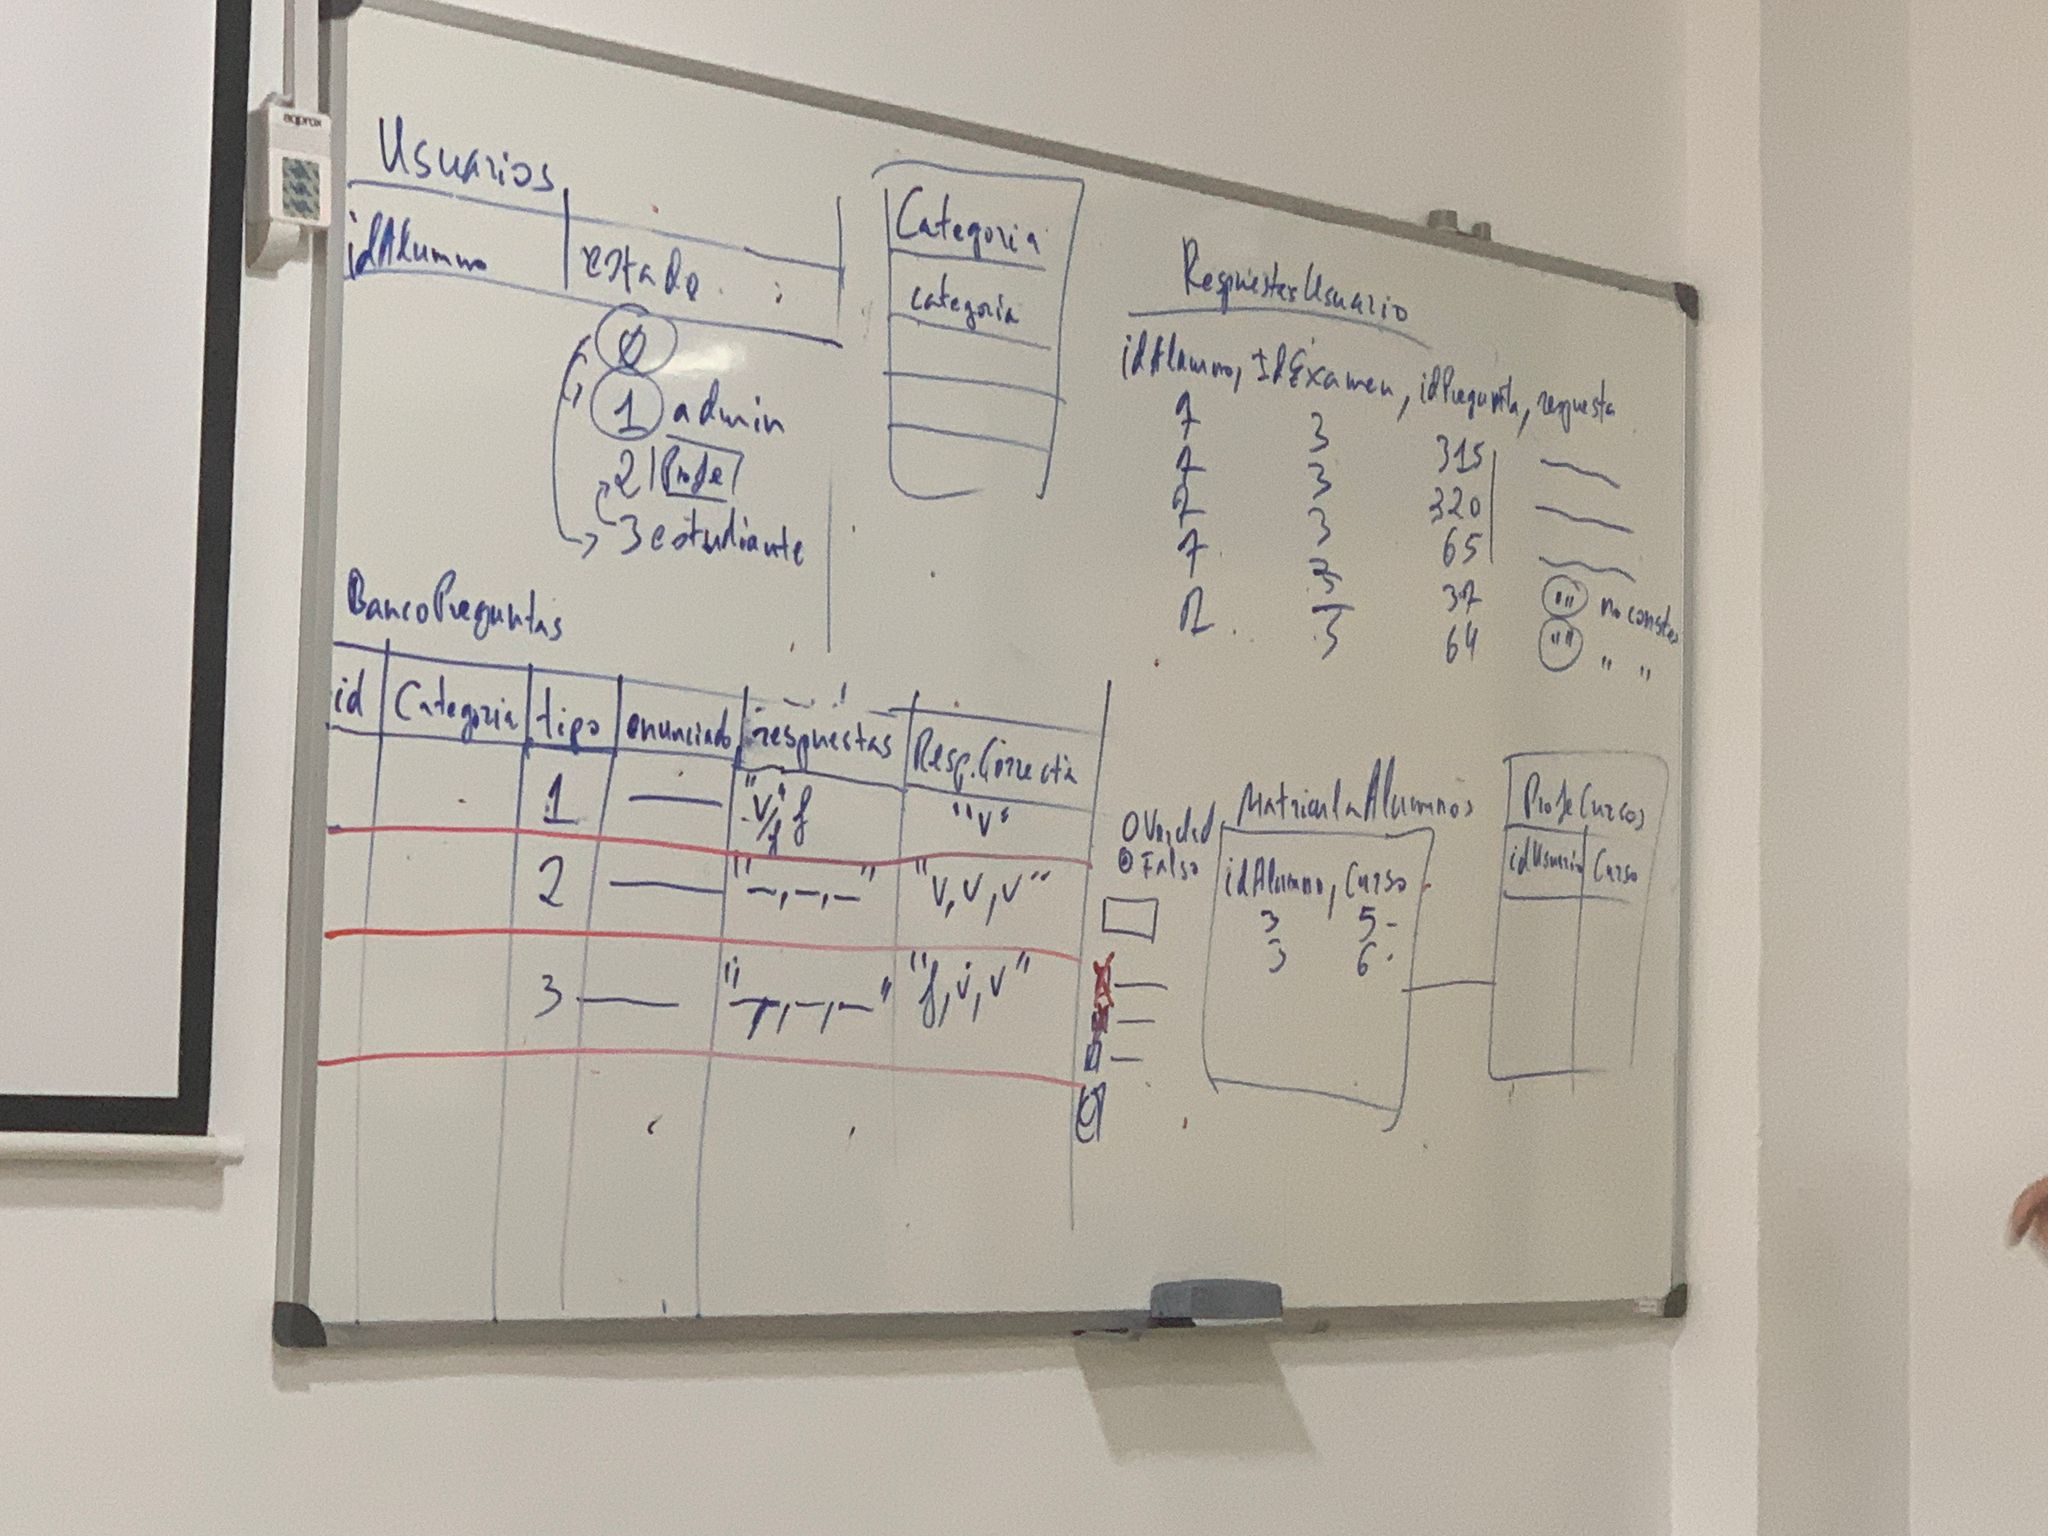 aqprox
Usuarios
idAlumno estado
0
1 admin
2 Profe
3 estudiante
Categoria
categoria
RespuestasUsuario
idAlumno, IdExamen, idPregunta, respuesta
7 3 315
7 3 320
7 3 65
7 3 37 "" no contesta
7 3 64 "" " "
BancoPreguntas
id Categoria tipo enunciado respuestas Resp.Correcta
1 "v/f "v"
2 "—, —, —" "v, v, v"
3 "—, —, —" "f, v, v"
Verdad
Falso
MatriculaAlumnos
idAlumno, Curso
3 5
3 6
ProfeCursos
idUsuario Curso